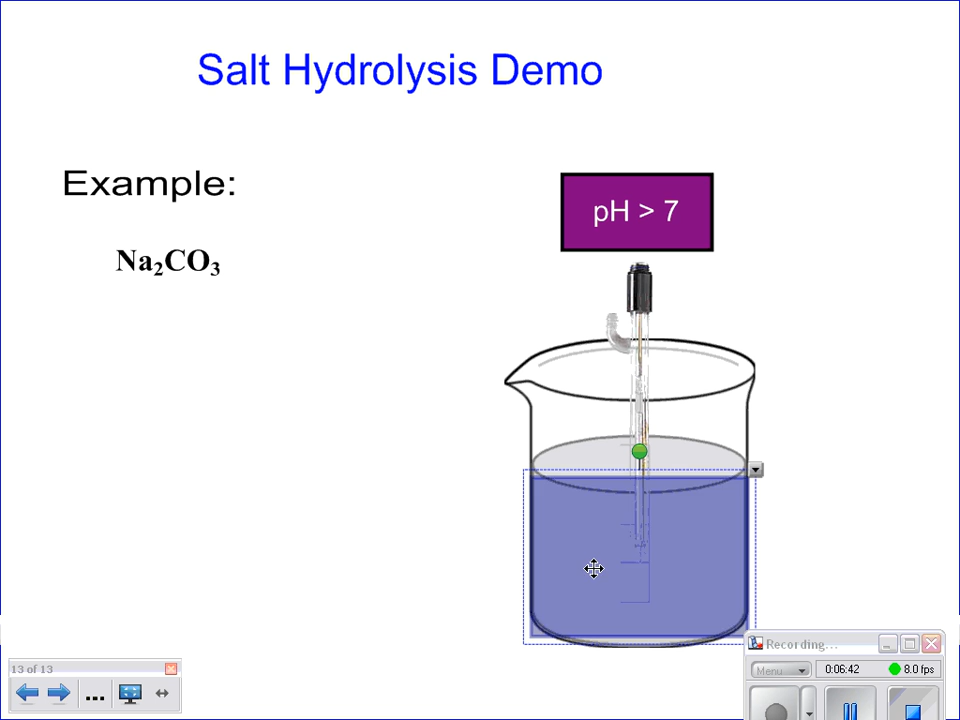 Salt Hydrolysis Demo
Example:
pH > 7
Na₂CO₃
Recording...
13 of 13
Menu
0:06:42
8.0 fps
...